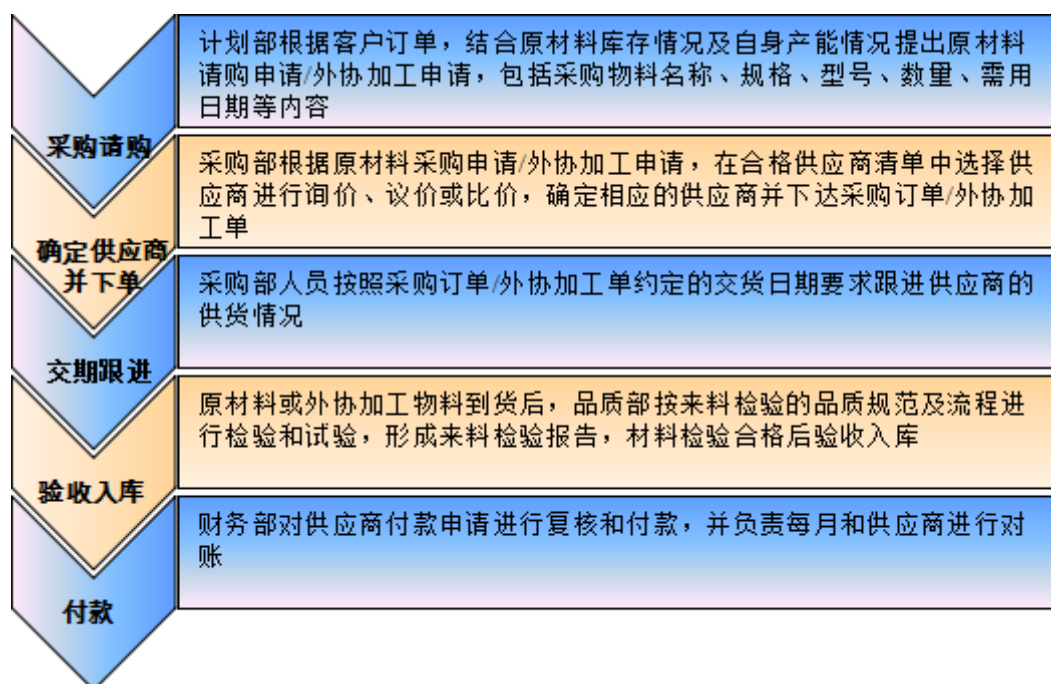 计划部根据客户订单，结合原材料库存情况及自身产能情况提出原材料
请购申请/外协加工申请，包括采购物料名称、规格、型号、数量、需用
日期等内容
采购请购
采购部根据原材料采购申请/外协加工申请，在合格供应商清单中选择供
应商进行询价、议价或比价，确定相应的供应商并下达采购订单/外协加
工单
确定供应商
并下单
采购部人员按照采购订单/外协加工单约定的交货日期要求跟进供应商的
供货情况
交期跟进
原材料或外协加工物料到货后，品质部按来料检验的品质规范及流程进
行检验和试验，形成来料检验报告，材料检验合格后验收入库
验收入库
财务部对供应商付款申请进行复核和付款，并负责每月和供应商进行对
账
付款